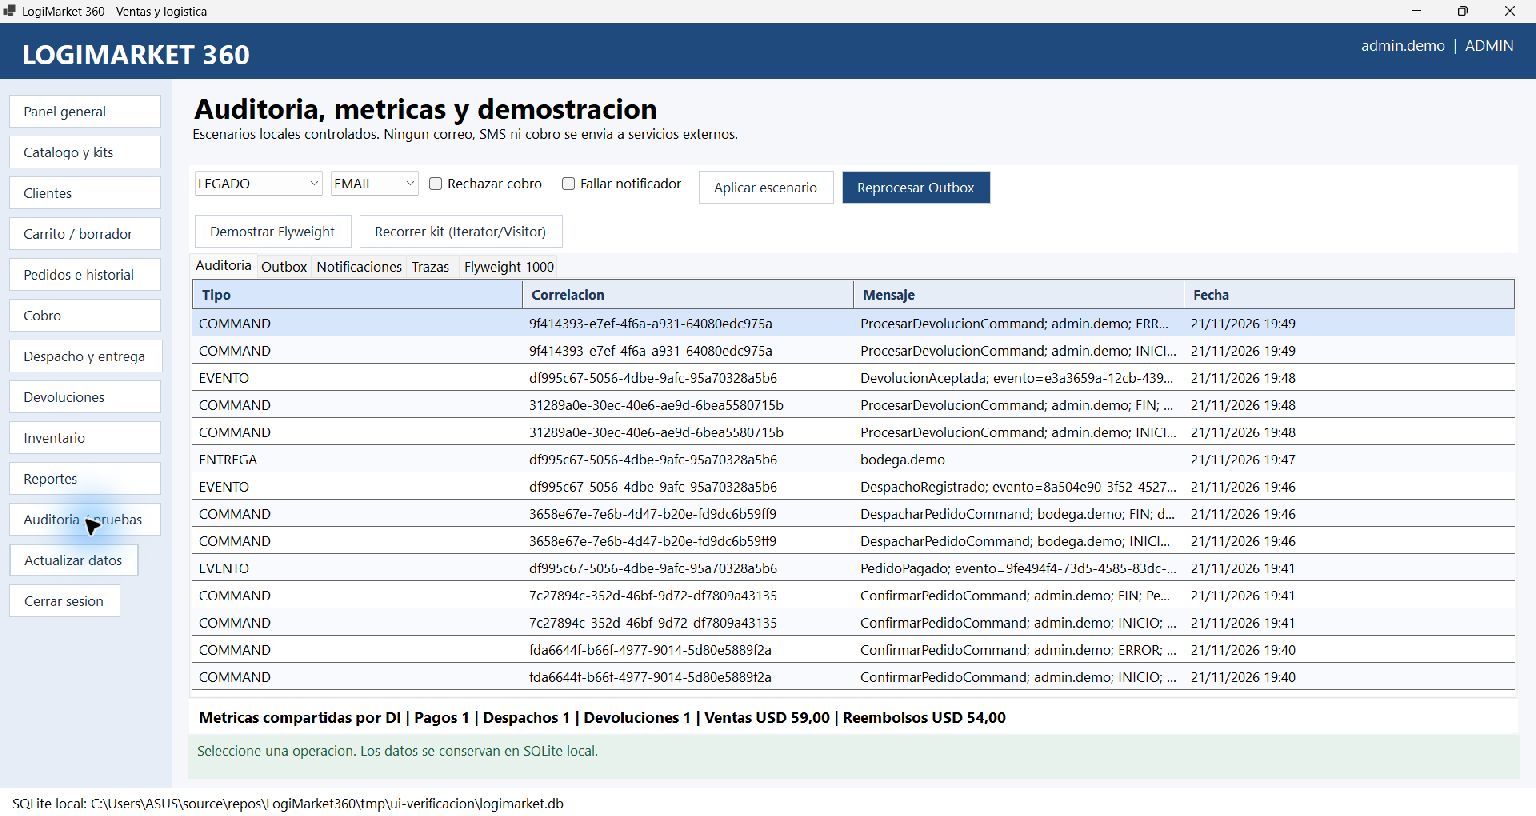 LogiMarket 360 - Ventas y logistica
LOGIMARKET 360
admin.demo | ADMIN
Panel general
Catalogo y kits
Clientes
Carrito / borrador
Pedidos e historial
Cobro
Despacho y entrega
Devoluciones
Inventario
Reportes
Auditoria / pruebas
Actualizar datos
Cerrar sesion
Auditoria, metricas y demostracion
Escenarios locales controlados. Ningun correo, SMS ni cobro se envia a servicios externos.
LEGADO EMAIL Rechazar cobro Fallar notificador Aplicar escenario Reprocesar Outbox
Demostrar Flyweight Recorrer kit (Iterator/Visitor)
Auditoria Outbox Notificaciones Trazas Flyweight 1000
Tipo Correlacion Mensaje Fecha
COMMAND 9f414393-e7ef-4f6a-a931-64080edc975a ProcesarDevolucionCommand; admin.demo; ERR... 21/11/2026 19:49
COMMAND 9f414393-e7ef-4f6a-a931-64080edc975a ProcesarDevolucionCommand; admin.demo; INICI... 21/11/2026 19:49
EVENTO df995c67-5056-4dbe-9afc-95a70328a5b6 DevolucionAceptada; evento=e3a3659a-12cb-439... 21/11/2026 19:48
COMMAND 31289a0e-30ec-40e6-ae9d-6bea5580715b ProcesarDevolucionCommand; admin.demo; FIN; ... 21/11/2026 19:48
COMMAND 31289a0e-30ec-40e6-ae9d-6bea5580715b ProcesarDevolucionCommand; admin.demo; INICI... 21/11/2026 19:48
ENTREGA df995c67-5056-4dbe-9afc-95a70328a5b6 bodega.demo 21/11/2026 19:47
EVENTO df995c67-5056-4dbe-9afc-95a70328a5b6 DespachoRegistrado; evento=8a504e90-3f52-4527... 21/11/2026 19:46
COMMAND 3658e67e-7e6b-4d47-b20e-fd9dc6b59ff9 DespacharPedidoCommand; bodega.demo; FIN; d... 21/11/2026 19:46
COMMAND 3658e67e-7e6b-4d47-b20e-fd9dc6b59ff9 DespacharPedidoCommand; bodega.demo; INICI... 21/11/2026 19:46
EVENTO df995c67-5056-4dbe-9afc-95a70328a5b6 PedidoPagado; evento=9fe494f4-73d5-4585-83dc-... 21/11/2026 19:41
COMMAND 7c27894c-352d-46bf-9d72-df7809a43135 ConfirmarPedidoCommand; admin.demo; FIN; Pe... 21/11/2026 19:41
COMMAND 7c27894c-352d-46bf-9d72-df7809a43135 ConfirmarPedidoCommand; admin.demo; INICIO; ... 21/11/2026 19:41
COMMAND fda6644f-b66f-4977-9014-5d80e5889f2a ConfirmarPedidoCommand; admin.demo; ERROR; ... 21/11/2026 19:40
COMMAND fda6644f-b66f-4977-9014-5d80e5889f2a ConfirmarPedidoCommand; admin.demo; INICIO; ... 21/11/2026 19:40
Metricas compartidas por DI | Pagos 1 | Despachos 1 | Devoluciones 1 | Ventas USD 59,00 | Reembolsos USD 54,00
Seleccione una operacion. Los datos se conservan en SQLite local.
SQLite local: C:\Users\ASUS\source\repos\LogiMarket360\tmp\ui-verificacion\logimarket.db